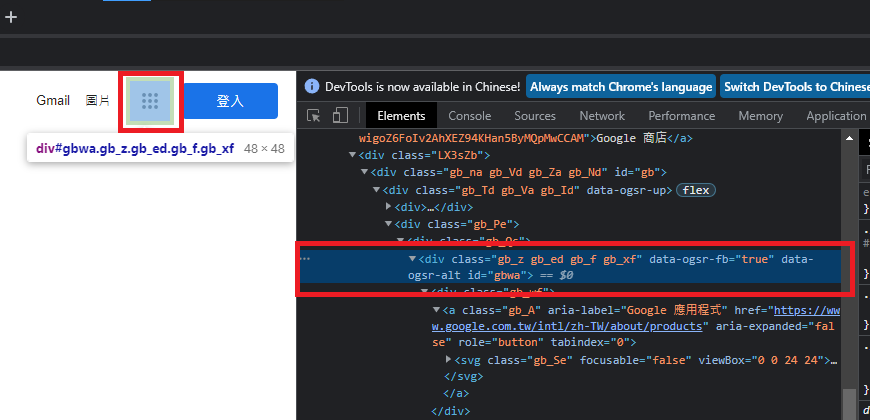 +
Gmail 圖片 登入
div#gbwa.gb_z.gb_ed.gb_f.gb_xf 48 × 48
DevTools is now available in Chinese! Always match Chrome's language Switch DevTools to Chinese
Elements Console Sources Network Performance Memory Application
wigoZ6FoIv2AhXEZ94KHan5ByMQpMwCCAM">Google 商店</a>
<div class="LX3sZb">
<div class="gb_na gb_Vd gb_Za gb_Nd" id="gb">
<div class="gb_Td gb_Va gb_Id" data-ogsr-up> flex
<div>…</div>
<div class="gb_Pe">
<div class="gb_Qc">
<div class="gb_z gb_ed gb_f gb_xf" data-ogsr-fb="true" data-
ogsr-alt id="gbwa"> == $0
<div class="gb_wf">
<a class="gb_A" aria-label="Google 應用程式" href="https://ww
w.google.com.tw/intl/zh-TW/about/products" aria-expanded="fal
se" role="button" tabindex="0">
<svg class="gb_Se" focusable="false" viewBox="0 0 24 24">…
</svg>
</a>
</div>